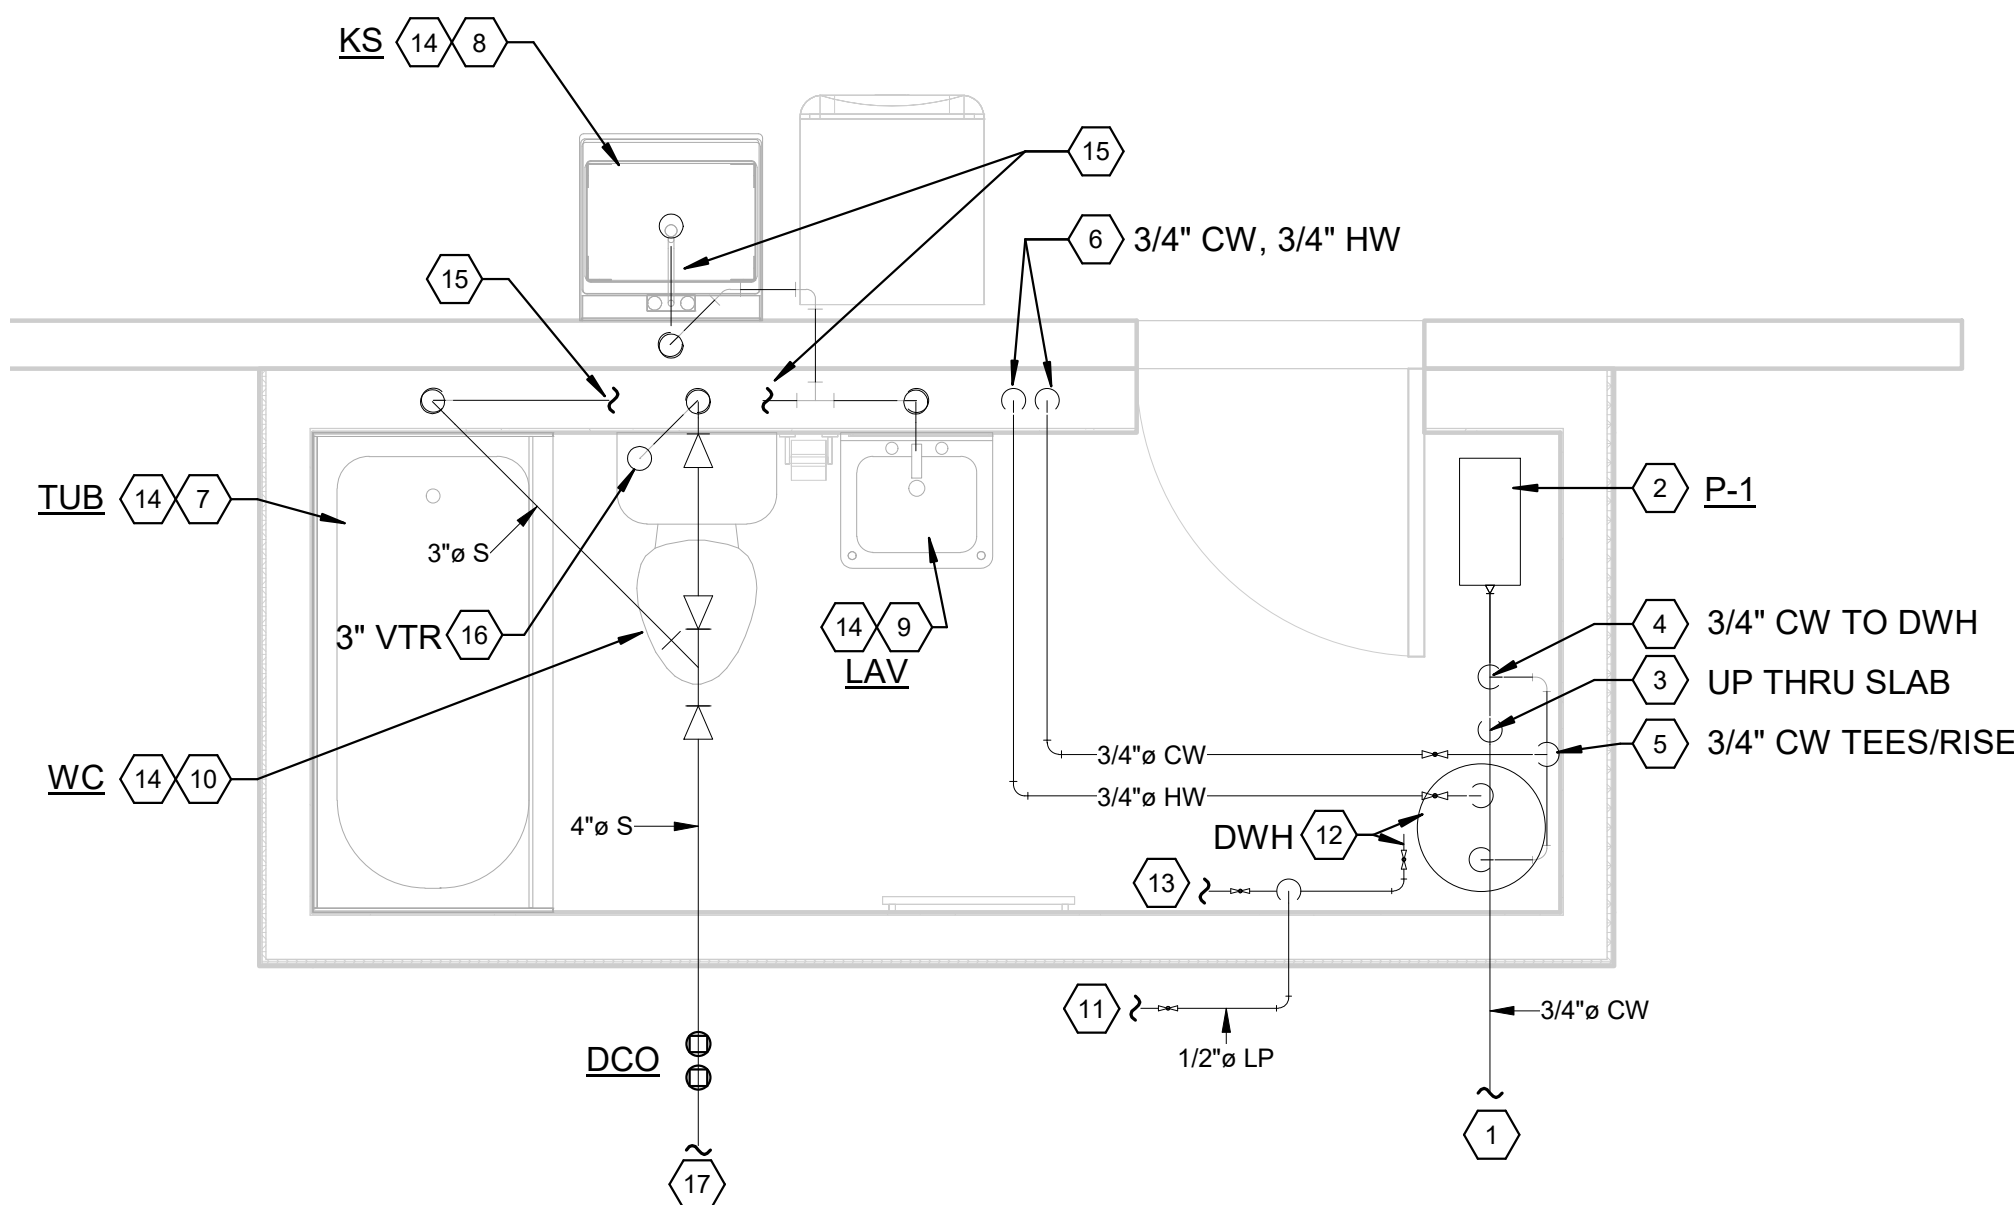 KS 14 8
15
6 3/4" CW, 3/4" HW
15
TUB 14 7
2 P-1
3"ø S
3" VTR 16
14 9
LAV
4 3/4" CW TO DWH
3 UP THRU SLAB
5 3/4" CW TEES/RISE
3/4"ø CW
WC 14 10
3/4"ø HW
4"ø S
DWH 12
13
11
3/4"ø CW
1/2"ø LP
DCO
1
17